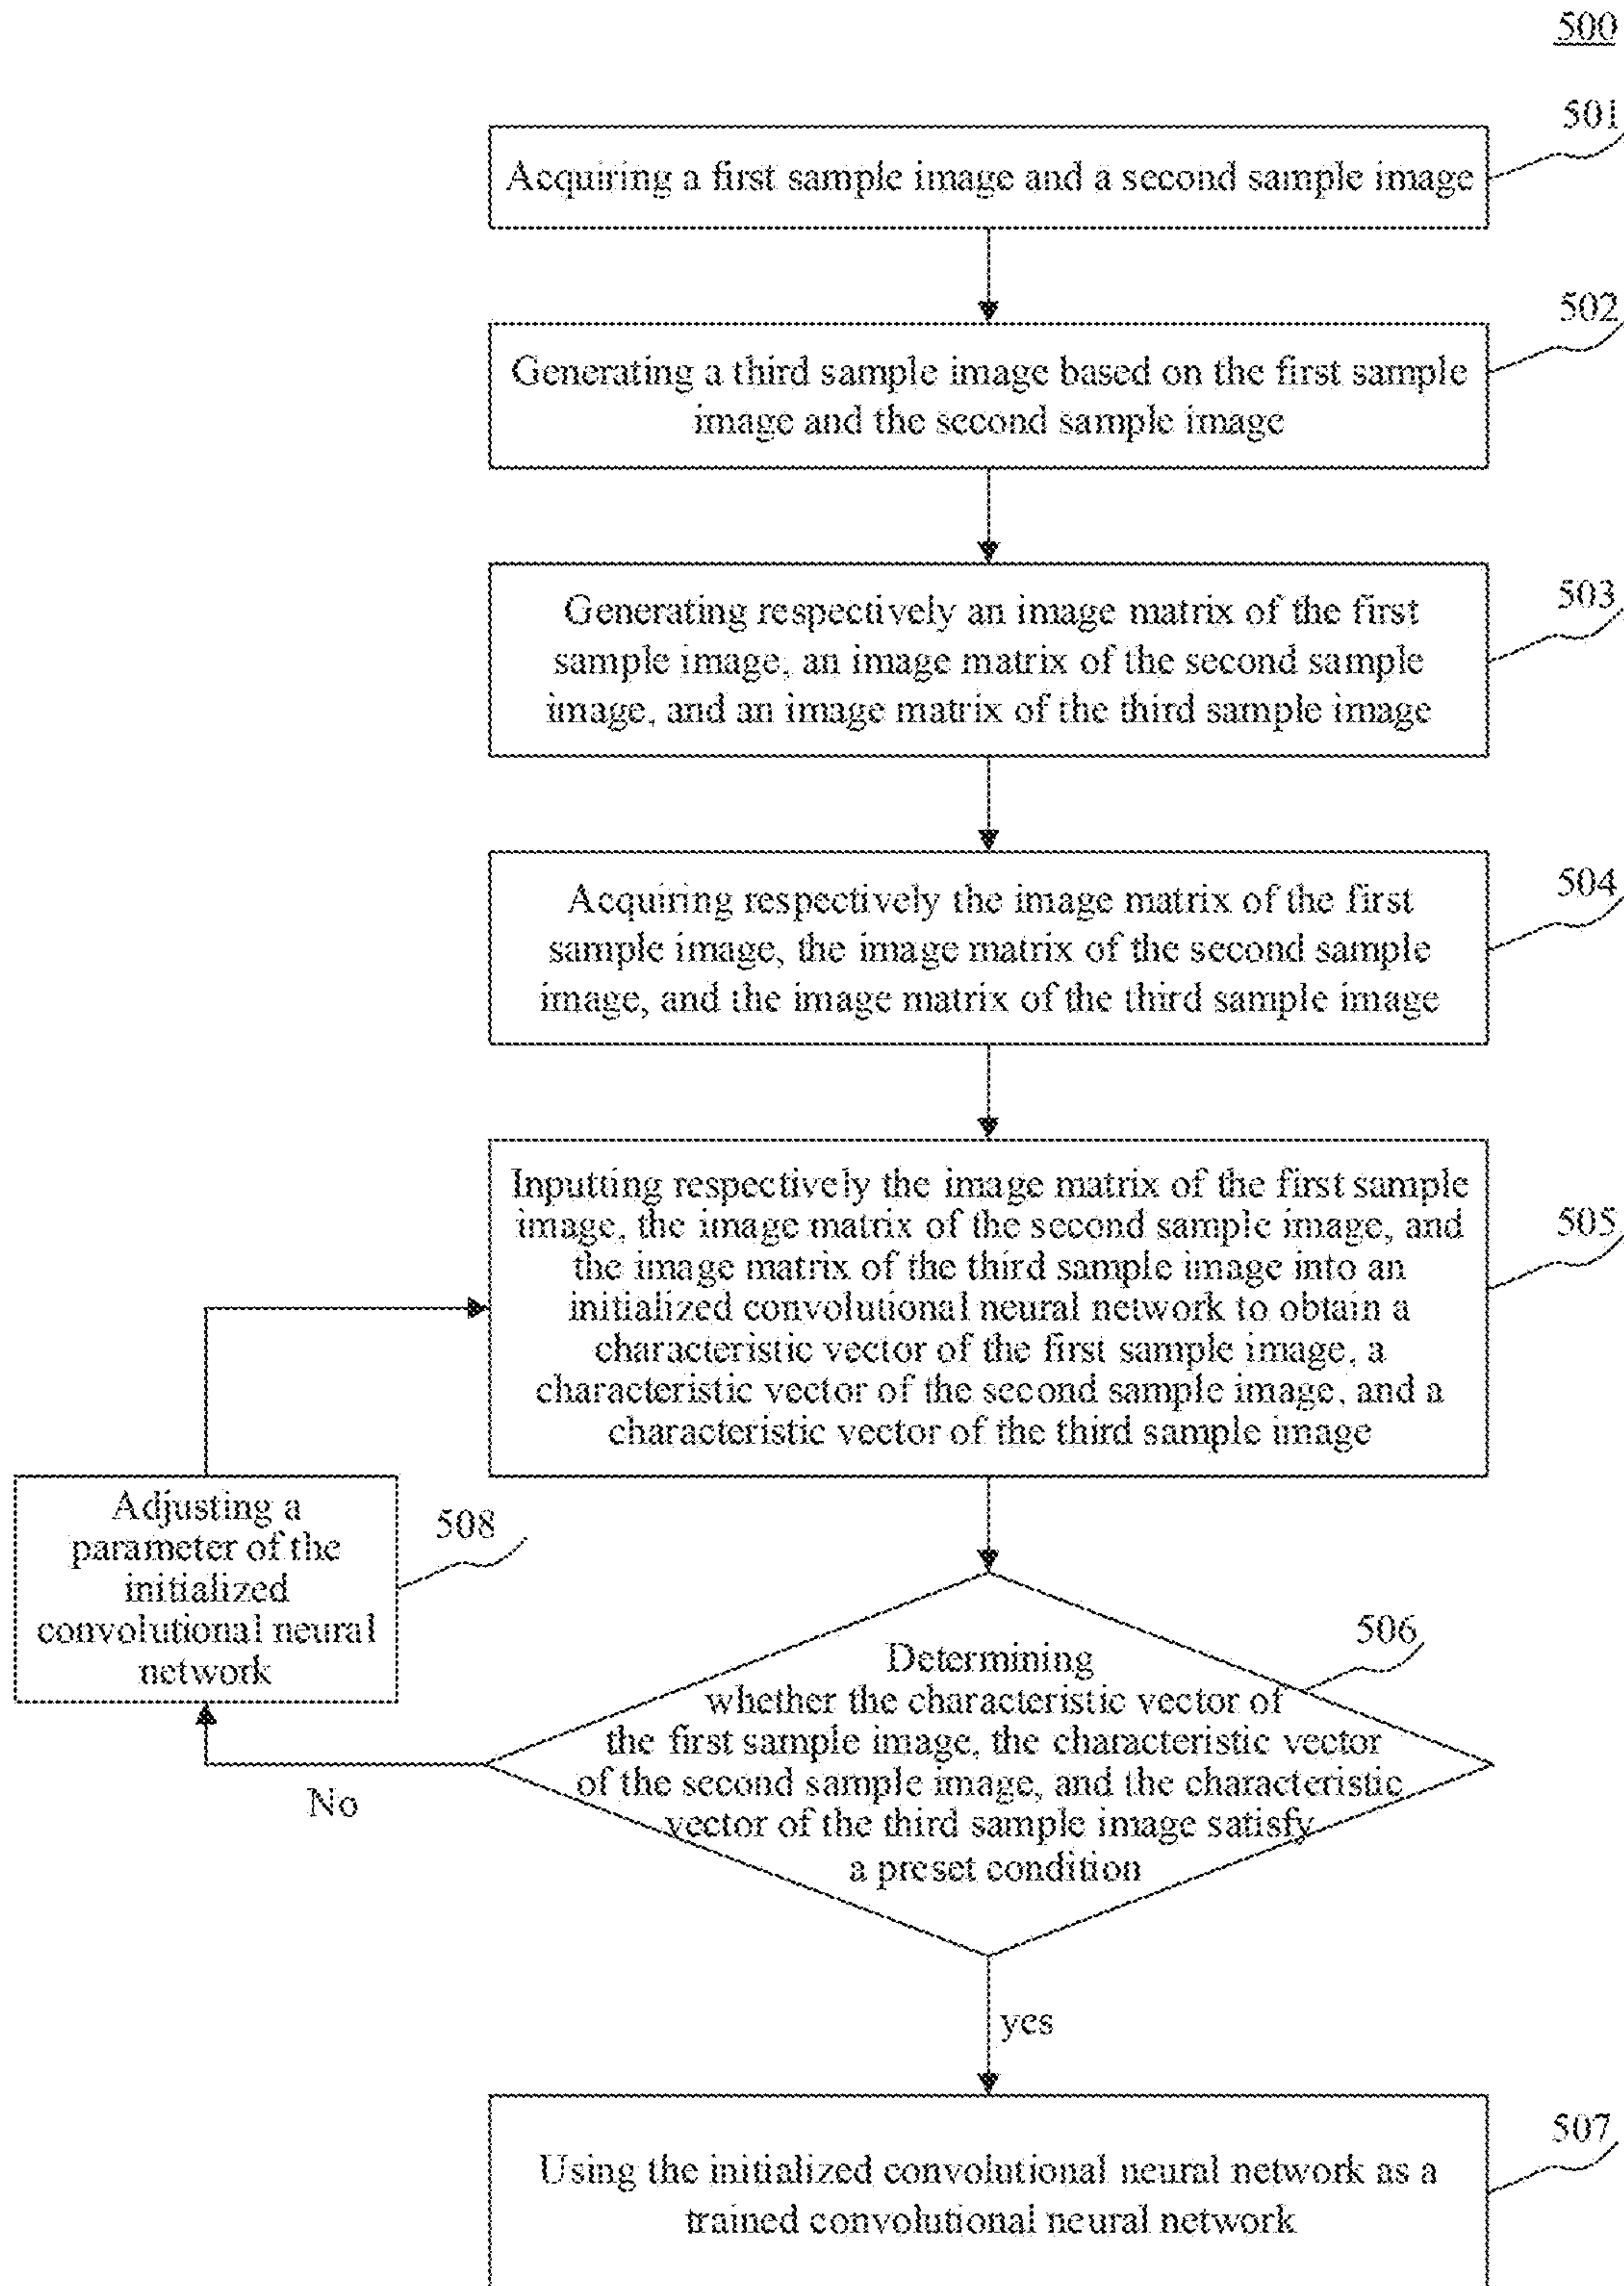 500
501
Acquiring a first sample image and a second sample image
502
Generating a third sample image based on the first sample
image and the second sample image
503
Generating respectively an image matrix of the first
sample image, an image matrix of the second sample
image, and an image matrix of the third sample image
504
Acquiring respectively the image matrix of the first
sample image, the image matrix of the second sample
image, and the image matrix of the third sample image
505
Inputting respectively the image matrix of the first sample
image, the image matrix of the second sample image, and
the image matrix of the third sample image into an
initialized convolutional neural network to obtain a
characteristic vector of the first sample image, a
characteristic vector of the second sample image, and a
characteristic vector of the third sample image
508
Adjusting a
parameter of the
initialized
convolutional neural
network
506
Determining
whether the characteristic vector of
the first sample image, the characteristic vector
of the second sample image, and the characteristic
vector of the third sample image satisfy
a preset condition
No
yes
507
Using the initialized convolutional neural network as a
trained convolutional neural network